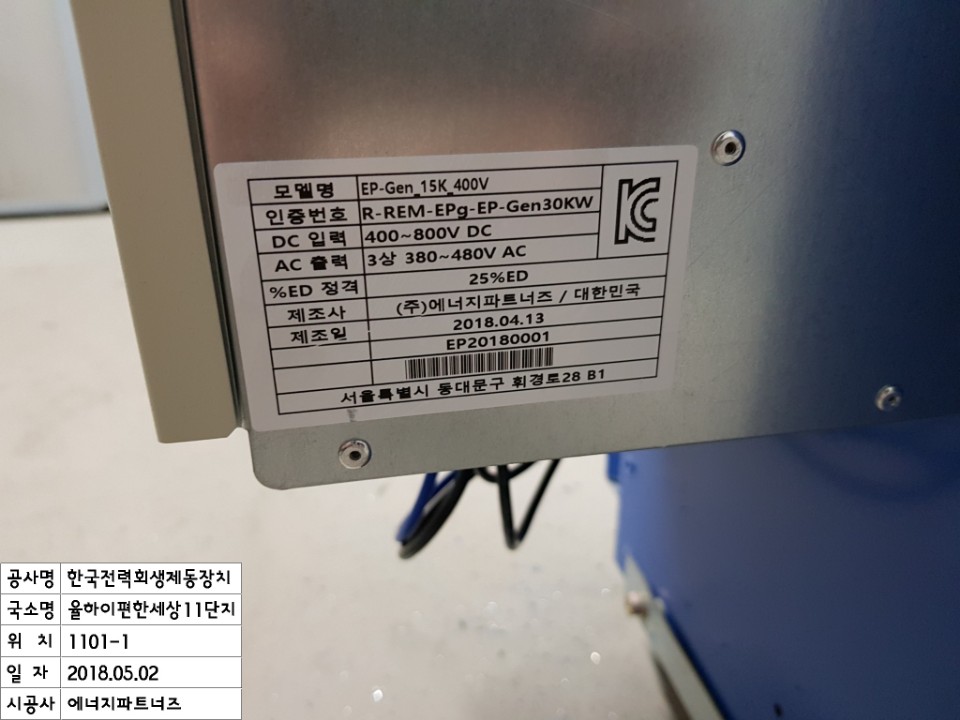 모델명 EP-Gen_15K_400V
인증번호 R-REM-EPg-EP-Gen30KW
DC 입력 400~800V DC
AC 출력 3상 380~480V AC
%ED 정격 25%ED
제조사 (주)에너지파트너즈 / 대한민국
제조일 2018.04.13
EP20180001
서울특별시 동대문구 휘경로28 B1
공사명 한국전력회생제동장치
국소명 율하이편한세상11단지
위 치 1101-1
일 자 2018.05.02
시공사 에너지파트너즈